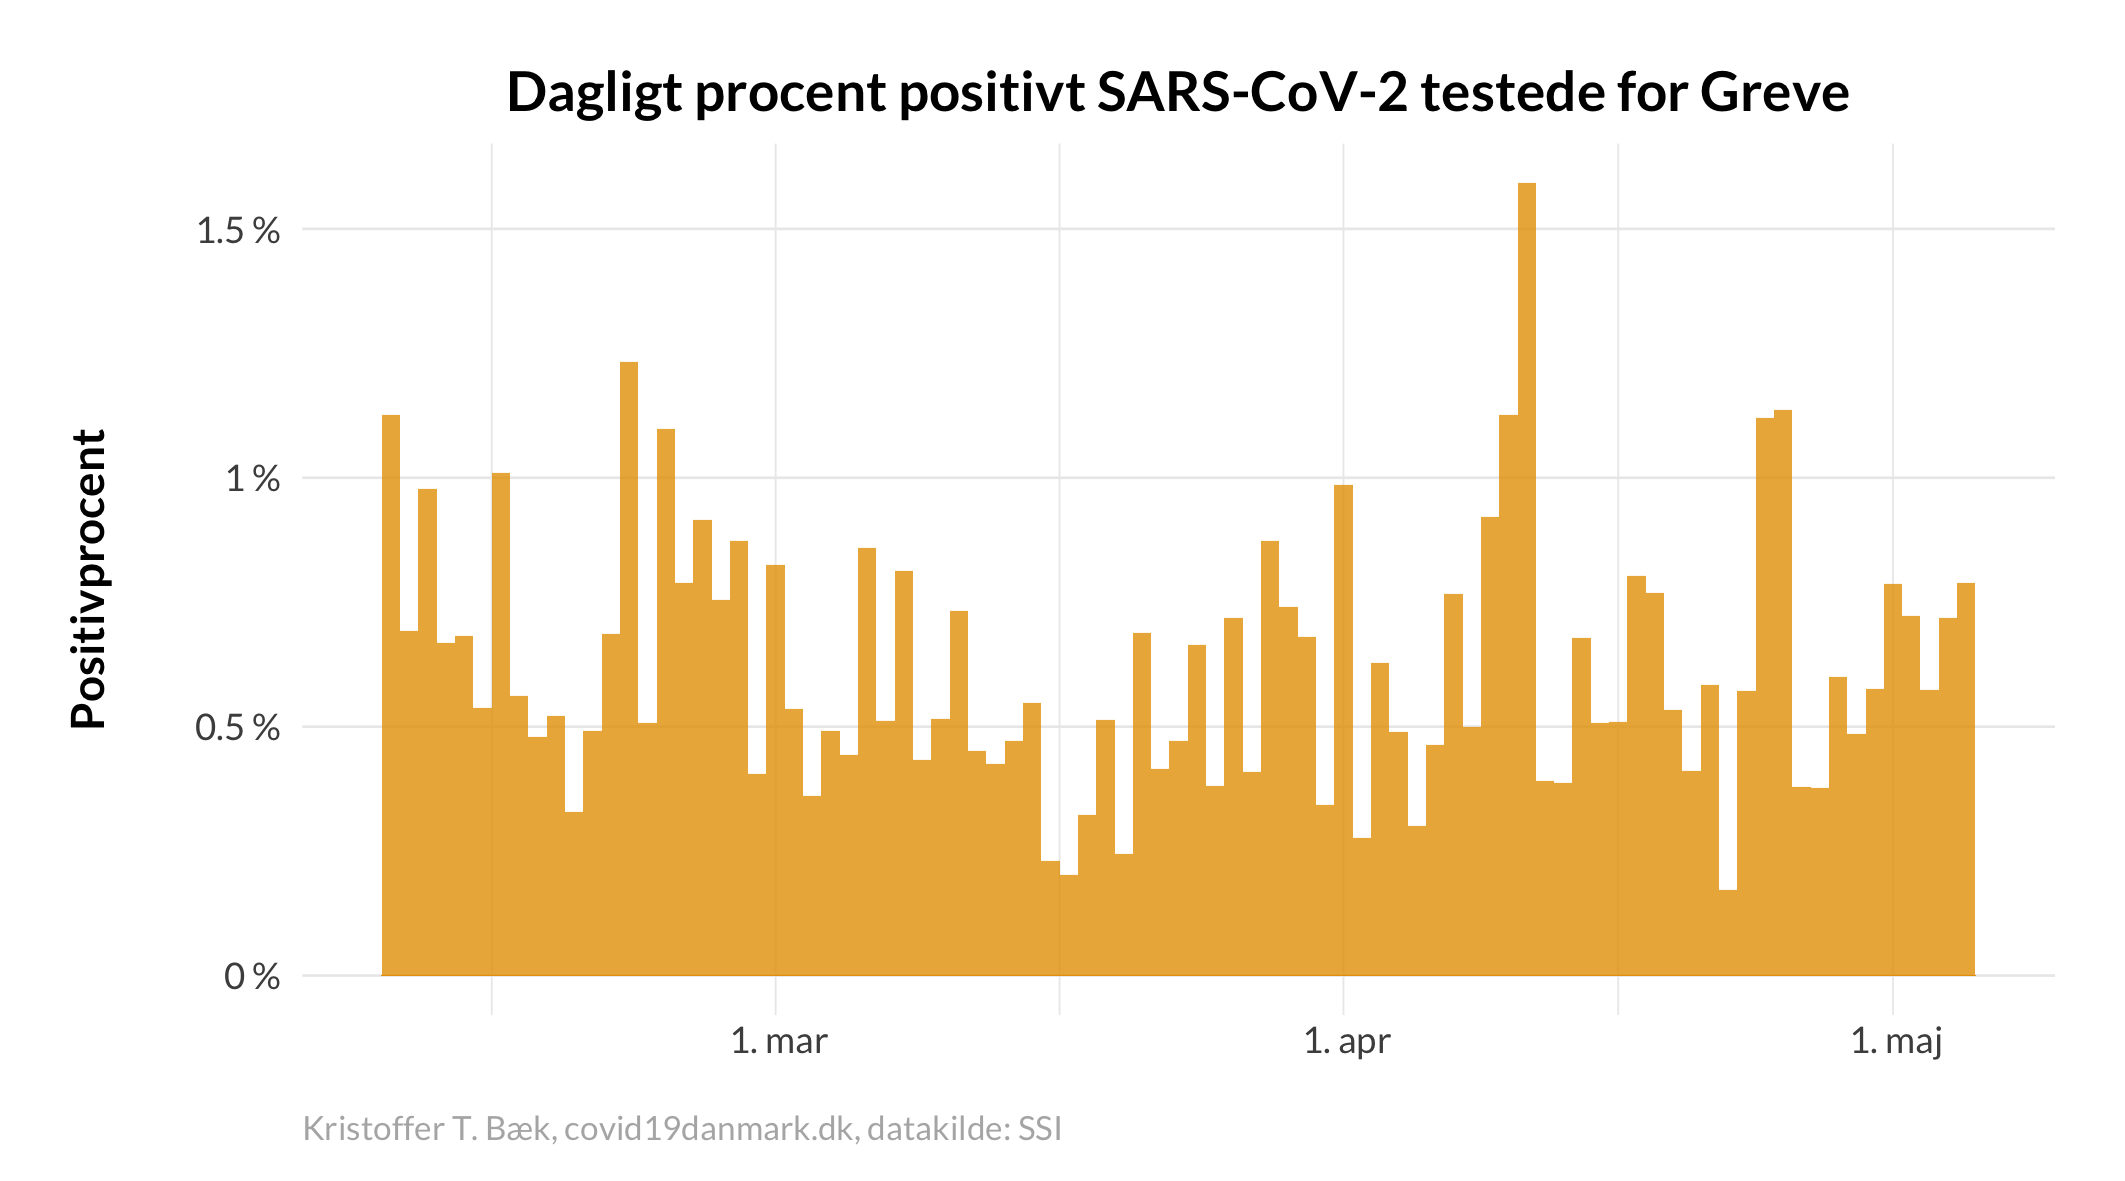 Dagligt procent positivt SARS-CoV-2 testede for Greve
Positivprocent
1.5 %
1 %
0.5 %
0 %
1. mar
1. apr
1. maj
Kristoffer T. Bæk, covid19danmark.dk, datakilde: SSI